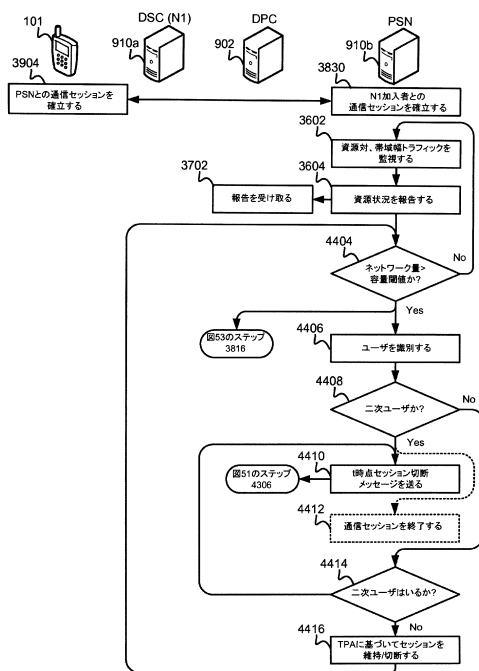 101
DSC (N1)
910a
DPC
902
PSN
910b
3904
PSNとの通信セッションを
確立する
3830
N1加入者との
通信セッションを確立する
3602
資源対、帯域幅トラフィックを
監視する
3702
報告を受け取る
3604
資源状況を報告する
4404
ネットワーク量>
容量閾値か?
No
Yes
図53のステップ
3816
4406
ユーザを識別する
4408
二次ユーザか?
No
Yes
4410
t時点セッション切断
メッセージを送る
図51のステップ
4306
4412
通信セッションを終了する
4414
二次ユーザはいるか?
No
4416
TPAに基づいてセッションを
維持/切断する